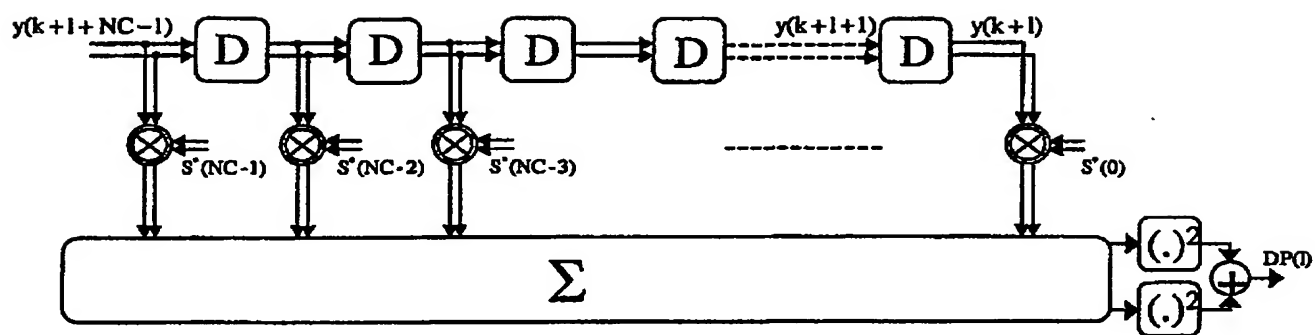 y(k+l+NC-1) y(k+l+1) y(k+l)
D D D D D
S*(NC-1) S*(NC-2) S*(NC-3) S*(0)
Σ
(.)² DP(l)
(.)²